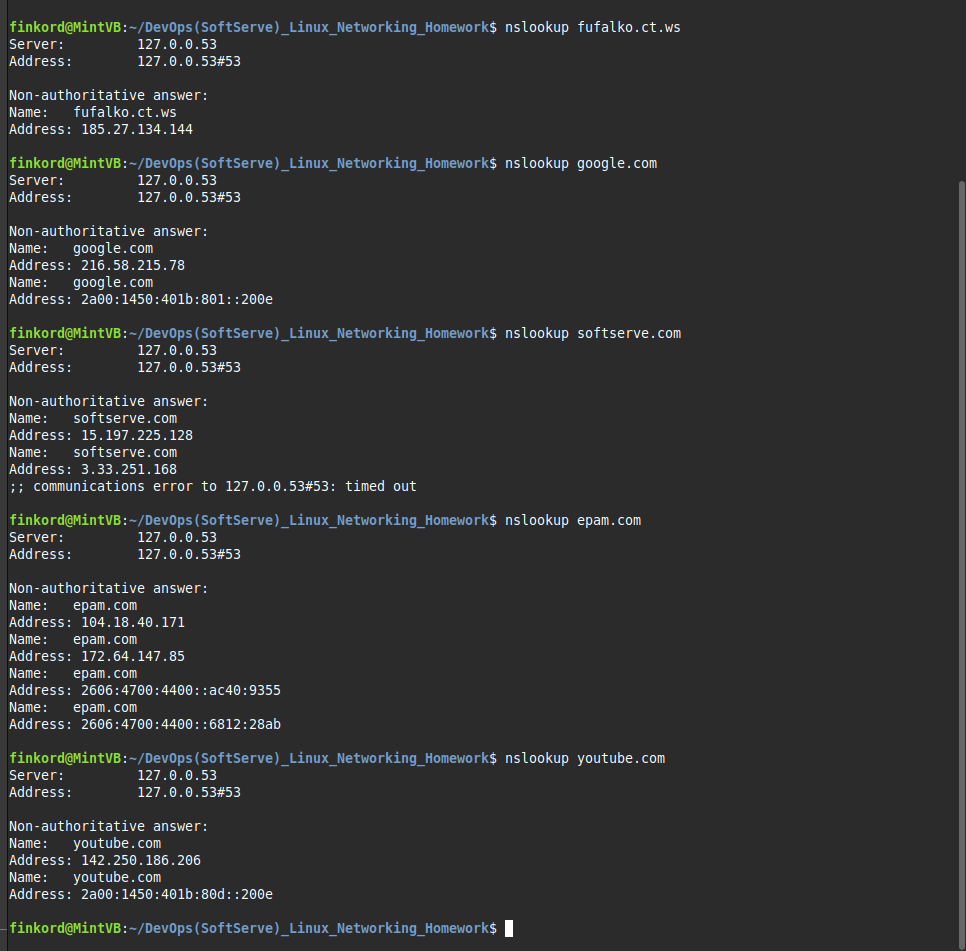 finkord@MintVB:~/DevOps(SoftServe)_Linux_Networking_Homework$ nslookup fufalko.ct.ws
Server:         127.0.0.53
Address:        127.0.0.53#53

Non-authoritative answer:
Name:   fufalko.ct.ws
Address: 185.27.134.144

finkord@MintVB:~/DevOps(SoftServe)_Linux_Networking_Homework$ nslookup google.com
Server:         127.0.0.53
Address:        127.0.0.53#53

Non-authoritative answer:
Name:   google.com
Address: 216.58.215.78
Name:   google.com
Address: 2a00:1450:401b:801::200e

finkord@MintVB:~/DevOps(SoftServe)_Linux_Networking_Homework$ nslookup softserve.com
Server:         127.0.0.53
Address:        127.0.0.53#53

Non-authoritative answer:
Name:   softserve.com
Address: 15.197.225.128
Name:   softserve.com
Address: 3.33.251.168
;; communications error to 127.0.0.53#53: timed out

finkord@MintVB:~/DevOps(SoftServe)_Linux_Networking_Homework$ nslookup epam.com
Server:         127.0.0.53
Address:        127.0.0.53#53

Non-authoritative answer:
Name:   epam.com
Address: 104.18.40.171
Name:   epam.com
Address: 172.64.147.85
Name:   epam.com
Address: 2606:4700:4400::ac40:9355
Name:   epam.com
Address: 2606:4700:4400::6812:28ab

finkord@MintVB:~/DevOps(SoftServe)_Linux_Networking_Homework$ nslookup youtube.com
Server:         127.0.0.53
Address:        127.0.0.53#53

Non-authoritative answer:
Name:   youtube.com
Address: 142.250.186.206
Name:   youtube.com
Address: 2a00:1450:401b:80d::200e

finkord@MintVB:~/DevOps(SoftServe)_Linux_Networking_Homework$